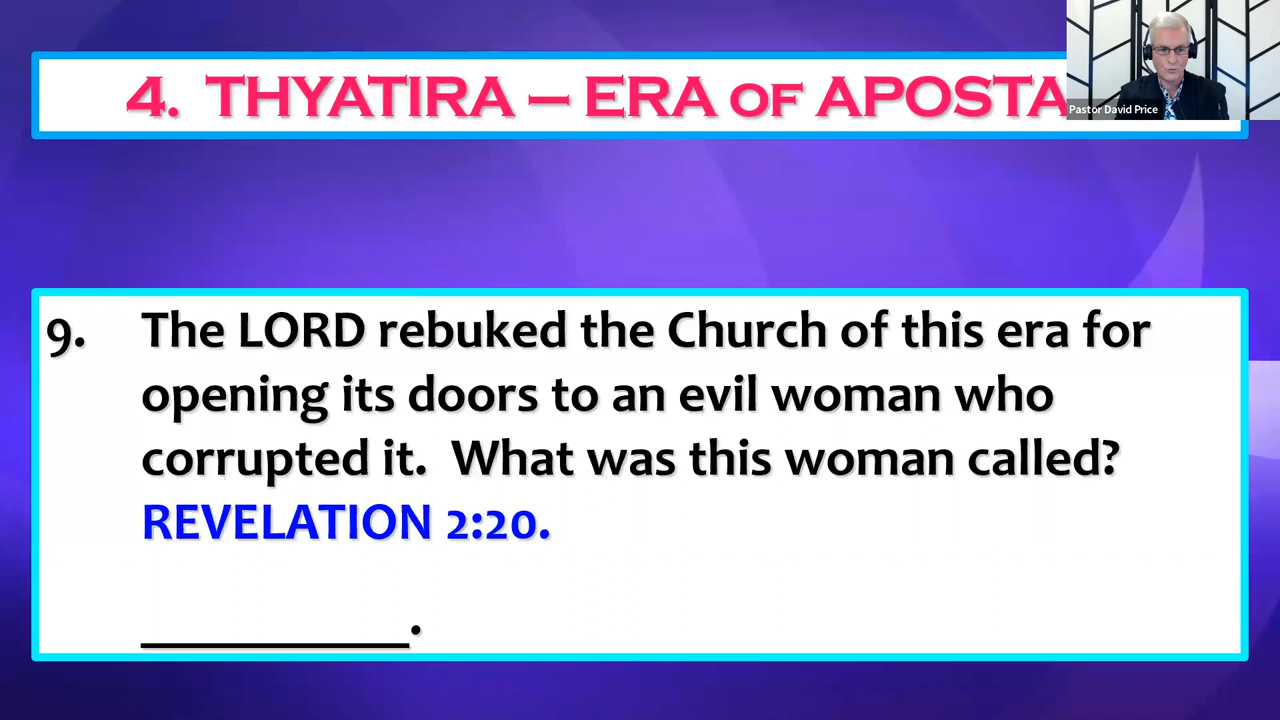 4. THYATIRA – ERA OF APOSTA
Pastor David Price
9. The LORD rebuked the Church of this era for
opening its doors to an evil woman who
corrupted it. What was this woman called?
REVELATION 2:20.
__________.